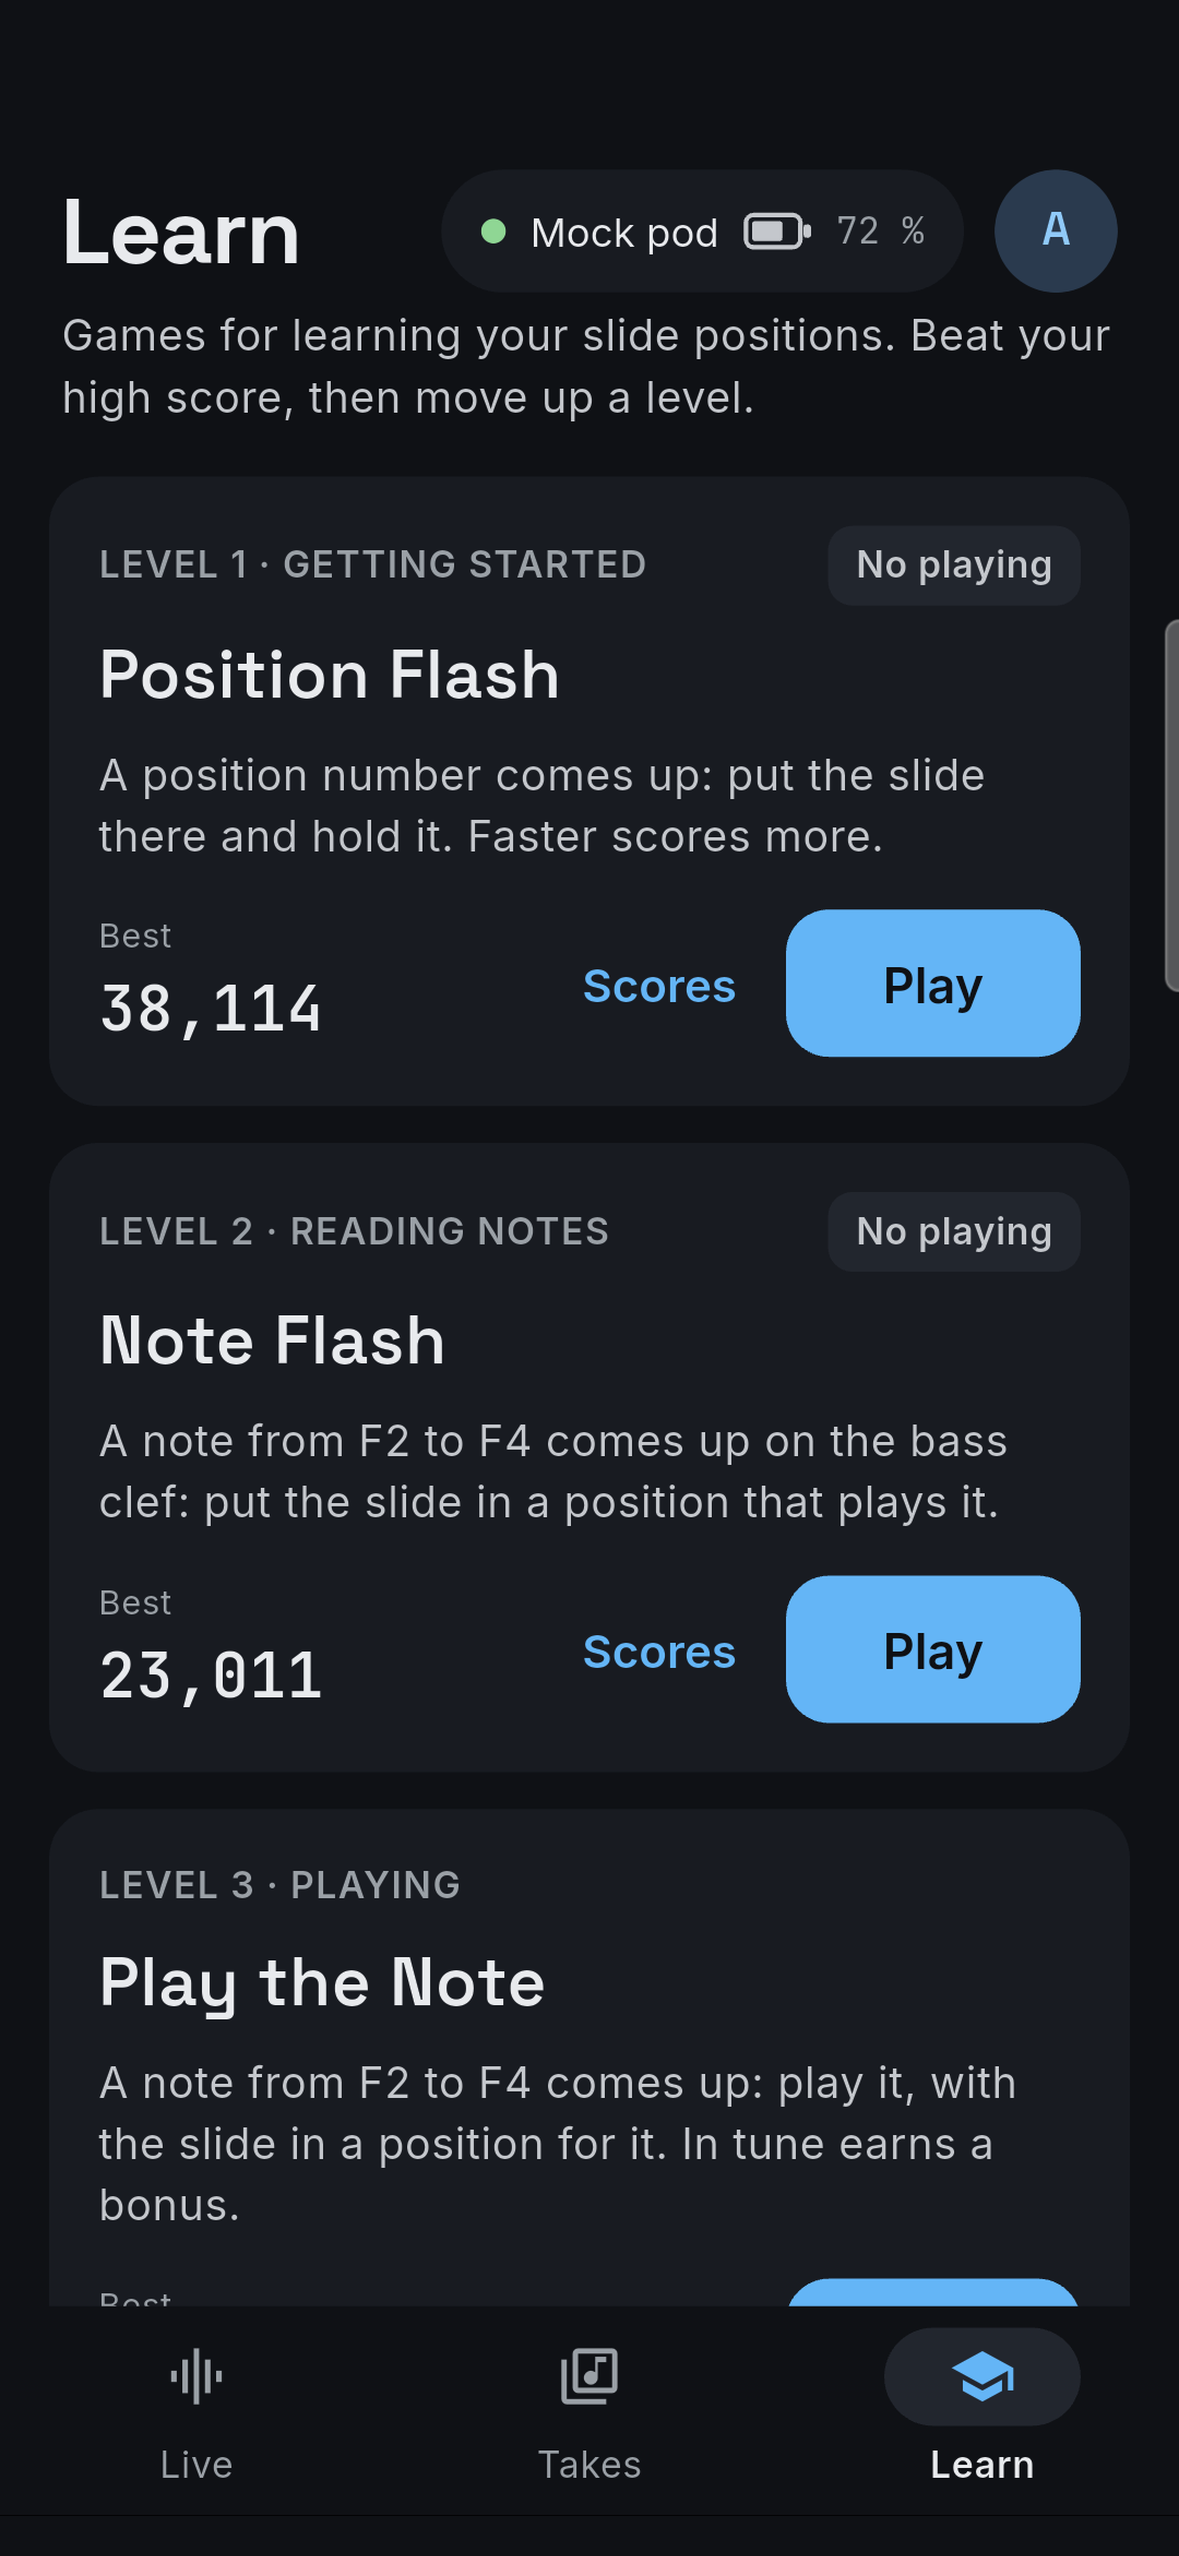 Learn
Mock pod 72 %
A
Games for learning your slide positions. Beat your
high score, then move up a level.
LEVEL 1 · GETTING STARTED
No playing
Position Flash
A position number comes up: put the slide
there and hold it. Faster scores more.
Best
38,114
Scores
Play
LEVEL 2 · READING NOTES
No playing
Note Flash
A note from F2 to F4 comes up on the bass
clef: put the slide in a position that plays it.
Best
23,011
Scores
Play
LEVEL 3 · PLAYING
Play the Note
A note from F2 to F4 comes up: play it, with
the slide in a position for it. In tune earns a
bonus.
Best
Live
Takes
Learn